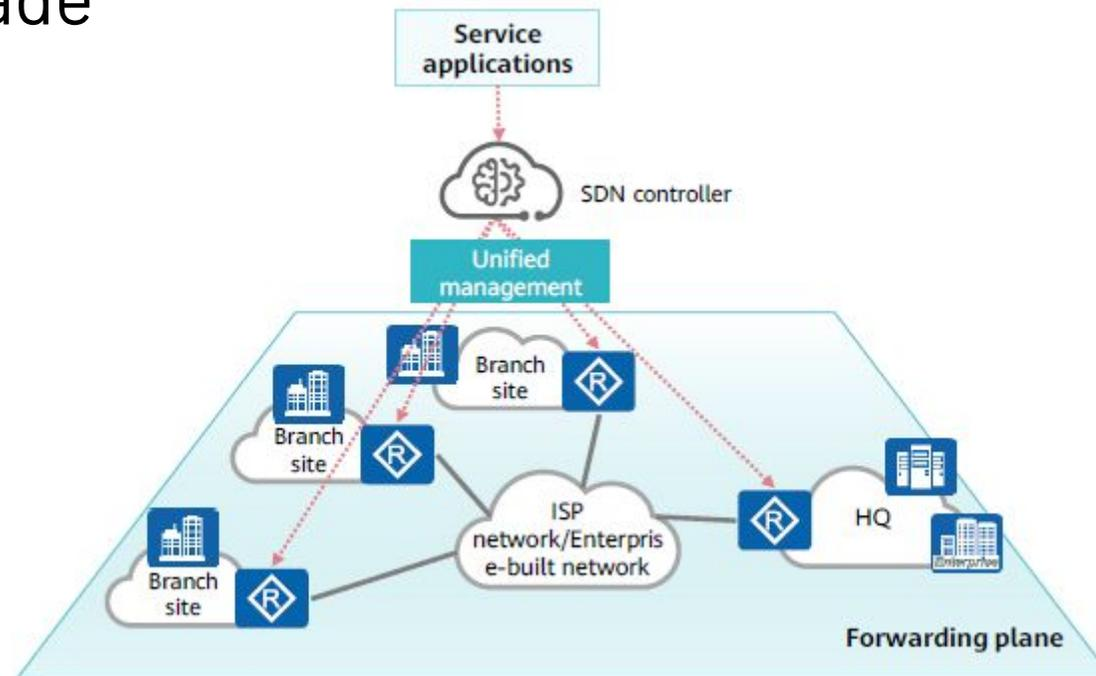 ade
Service
applications
SDN controller
Unified
management
Branch
site
R
Branch
site
R
ISP
network/Enterpris
e-built network
R
HQ
Enterprise
Branch
site
R
Forwarding plane